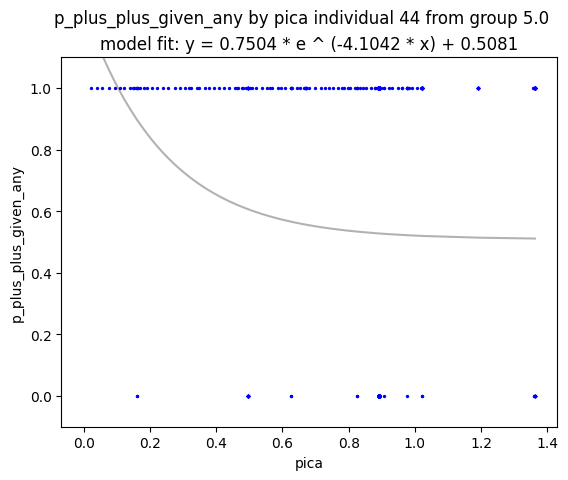 p_plus_plus_given_any by pica individual 44 from group 5.0
model fit: y = 0.7504 * e ^ (-4.1042 * x) + 0.5081
1.0
0.8
0.6
0.4
0.2
0.0
p_plus_plus_given_any
0.0 0.2 0.4 0.6 0.8 1.0 1.2 1.4
pica